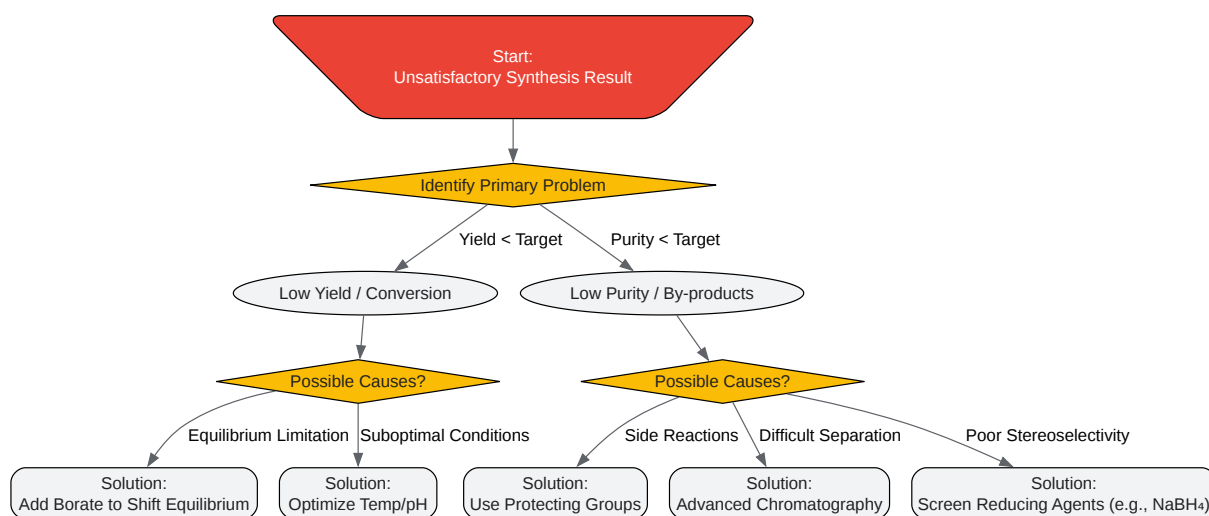 Start:
Unsatisfactory Synthesis Result
Identify Primary Problem
Yield < Target
Purity < Target
Low Yield / Conversion
Low Purity / By-products
Possible Causes?
Possible Causes?
Equilibrium Limitation
Suboptimal Conditions
Side Reactions
Difficult Separation
Poor Stereoselectivity
Solution:
Add Borate to Shift Equilibrium
Solution:
Optimize Temp/pH
Solution:
Use Protecting Groups
Solution:
Advanced Chromatography
Solution:
Screen Reducing Agents (e.g., NaBH₄)